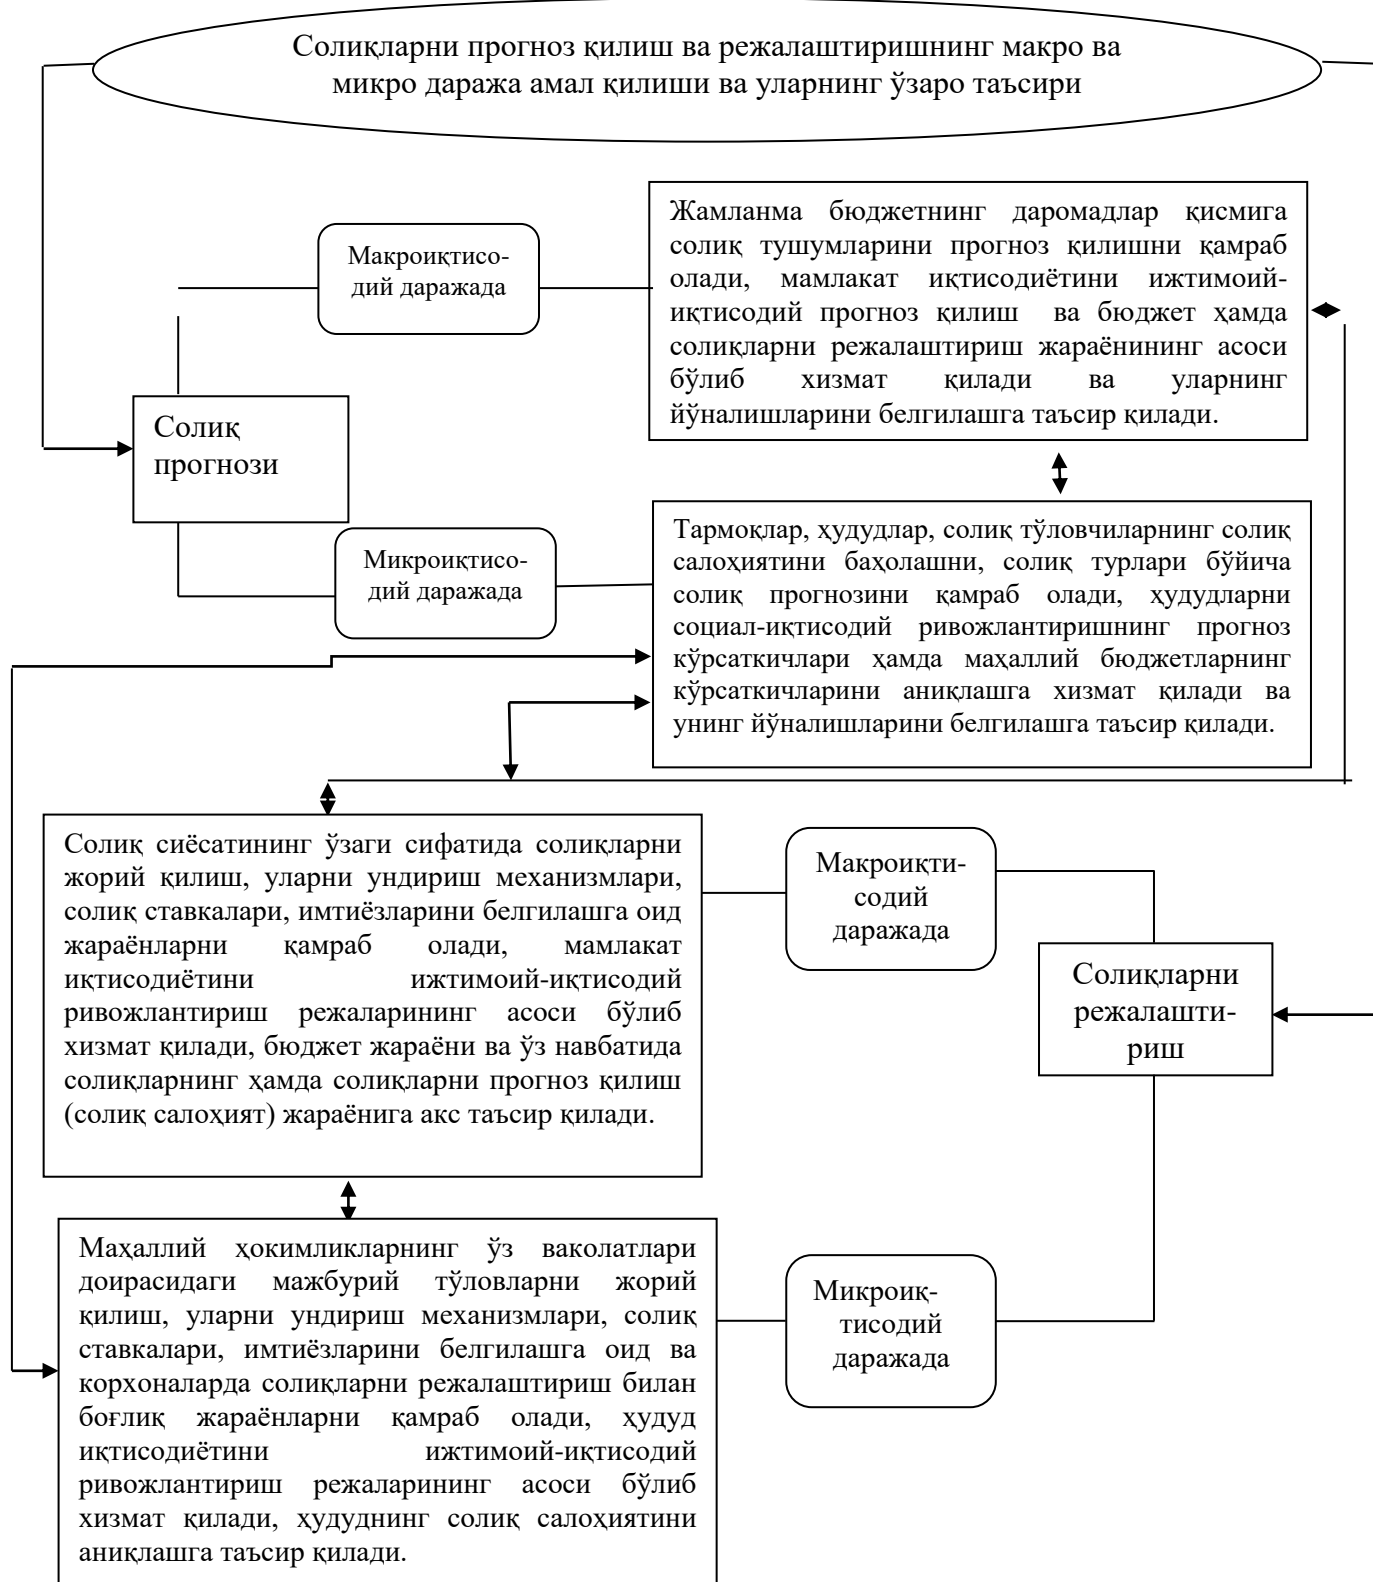 Солиқларни прогноз қилиш ва режалаштиришнинг макро ва
микро даража амал қилиши ва уларнинг ўзаро таъсири
Макроиқтисо-
дий даражада
Жамланма бюджетнинг даромадлар қисмига
солиқ тушумларини прогноз қилишни қамраб
олади, мамлакат иқтисодиётини ижтимоий-
иқтисодий прогноз қилиш ва бюджет ҳамда
солиқларни режалаштириш жараёнининг асоси
бўлиб хизмат қилади ва уларнинг
йўналишларини белгилашга таъсир қилади.
Солиқ
прогнози
Микроиқтисо-
дий даражада
Тармоқлар, ҳудудлар, солиқ тўловчиларнинг солиқ
салоҳиятини баҳолашни, солиқ турлари бўйича
солиқ прогнозини қамраб олади, ҳудудларни
социал-иқтисодий ривожлантиришнинг прогноз
кўрсаткичлари ҳамда маҳаллий бюджетларнинг
кўрсаткичларини аниқлашга хизмат қилади ва
унинг йўналишларини белгилашга таъсир қилади.
Солиқ сиёсатининг ўзаги сифатида солиқларни
жорий қилиш, уларни ундириш механизмлари,
солиқ ставкалари, имтиёзларини белгилашга оид
жараёнларни қамраб олади, мамлакат
иқтисодиётини ижтимоий-иқтисодий
ривожлантириш режаларининг асоси бўлиб
хизмат қилади, бюджет жараёни ва ўз навбатида
солиқларнинг ҳамда солиқларни прогноз қилиш
(солиқ салоҳият) жараёнига акс таъсир қилади.
Макроиқти-
содий
даражада
Солиқларни
режалашти-
риш
Маҳаллий ҳокимликларнинг ўз ваколатлари
доирасидаги мажбурий тўловларни жорий
қилиш, уларни ундириш механизмлари, солиқ
ставкалари, имтиёзларини белгилашга оид ва
корхоналарда солиқларни режалаштириш билан
боғлиқ жараёнларни қамраб олади, ҳудуд
иқтисодиётини ижтимоий-иқтисодий
ривожлантириш режаларининг асоси бўлиб
хизмат қилади, ҳудуднинг солиқ салоҳиятини
аниқлашга таъсир қилади.
Микроиқ-
тисодий
даражада